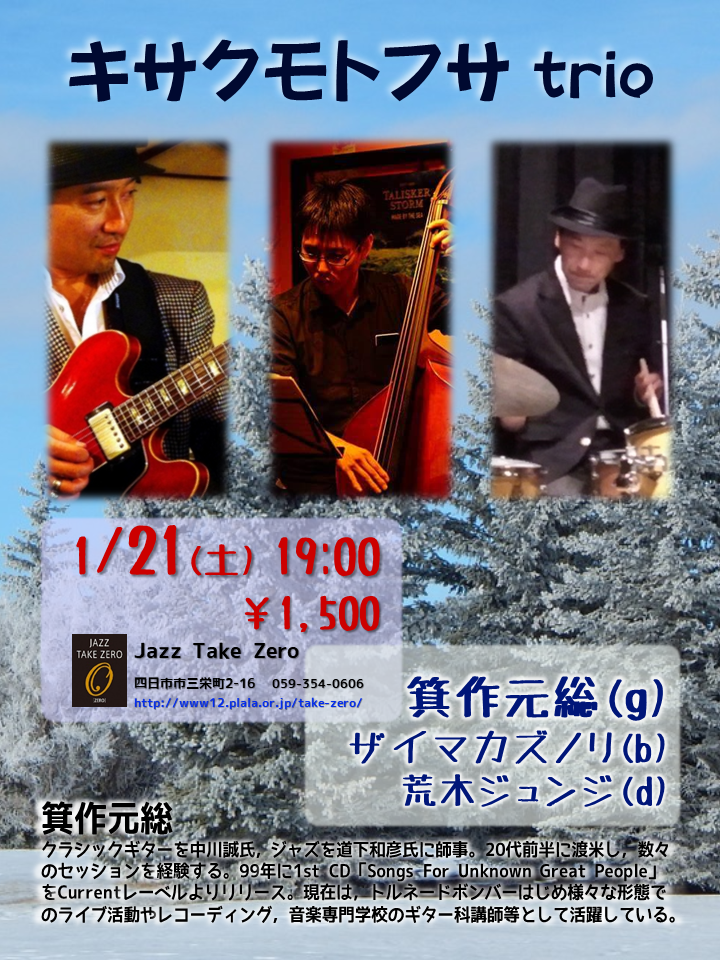 キサクモトフサ trio
TALISKER
STORM
MADE BY THE SEA
1/21(土) 19:00
￥1,500
JAZZ
TAKE ZERO
Jazz Take Zero
四日市市三栄町2-16 059-354-0606
http://www12.plala.or.jp/take-zero/
箕作元総(g)
ザイマカズノリ(b)
荒木ジュンジ(d)
箕作元総
クラシックギターを中川誠氏，ジャズを道下和彦氏に師事。20代前半に渡米し，数々
のセッションを経験する。99年に1st CD「Songs For Unknown Great People」
をCurrentレーベルよりリリース。現在は，トルネードボンバーはじめ様々な形態で
のライブ活動やレコーディング，音楽専門学校のギター科講師等として活躍している。